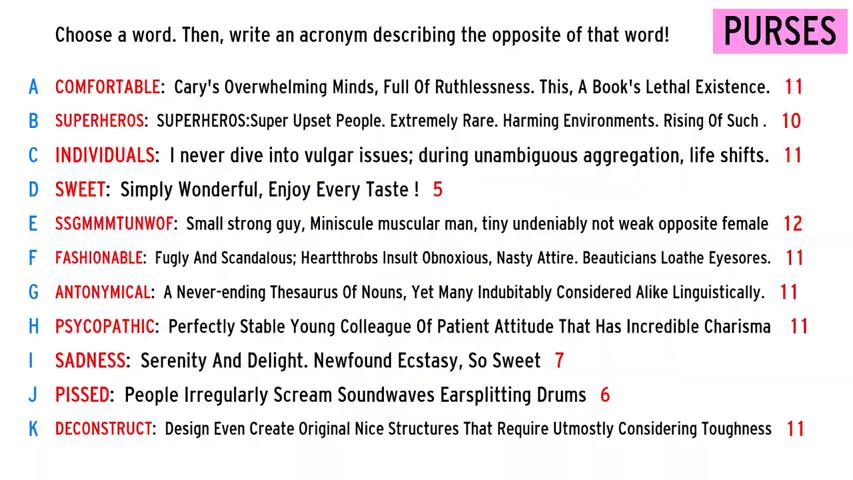 Choose a word. Then, write an acronym describing the opposite of that word!
PURSES
A COMFORTABLE: Cary's Overwhelming Minds, Full Of Ruthlessness. This, A Book's Lethal Existence. 11
B SUPERHEROS: SUPERHEROS:Super Upset People. Extremely Rare. Harming Environments. Rising Of Such . 10
C INDIVIDUALS: I never dive into vulgar issues; during unambiguous aggregation, life shifts. 11
D SWEET: Simply Wonderful, Enjoy Every Taste ! 5
E SSGMMMTUNWOF: Small strong guy, Miniscule muscular man, tiny undeniably not weak opposite female 12
F FASHIONABLE: Fugly And Scandalous; Heartthrobs Insult Obnoxious, Nasty Attire. Beauticians Loathe Eyesores. 11
G ANTONYMICAL: A Never-ending Thesaurus Of Nouns, Yet Many Indubitably Considered Alike Linguistically. 11
H PSYCOPATHIC: Perfectly Stable Young Colleague Of Patient Attitude That Has Incredible Charisma 11
I SADNESS: Serenity And Delight. Newfound Ecstasy, So Sweet 7
J PISSED: People Irregularly Scream Soundwaves Earsplitting Drums 6
K DECONSTRUCT: Design Even Create Original Nice Structures That Require Utmostly Considering Toughness 11